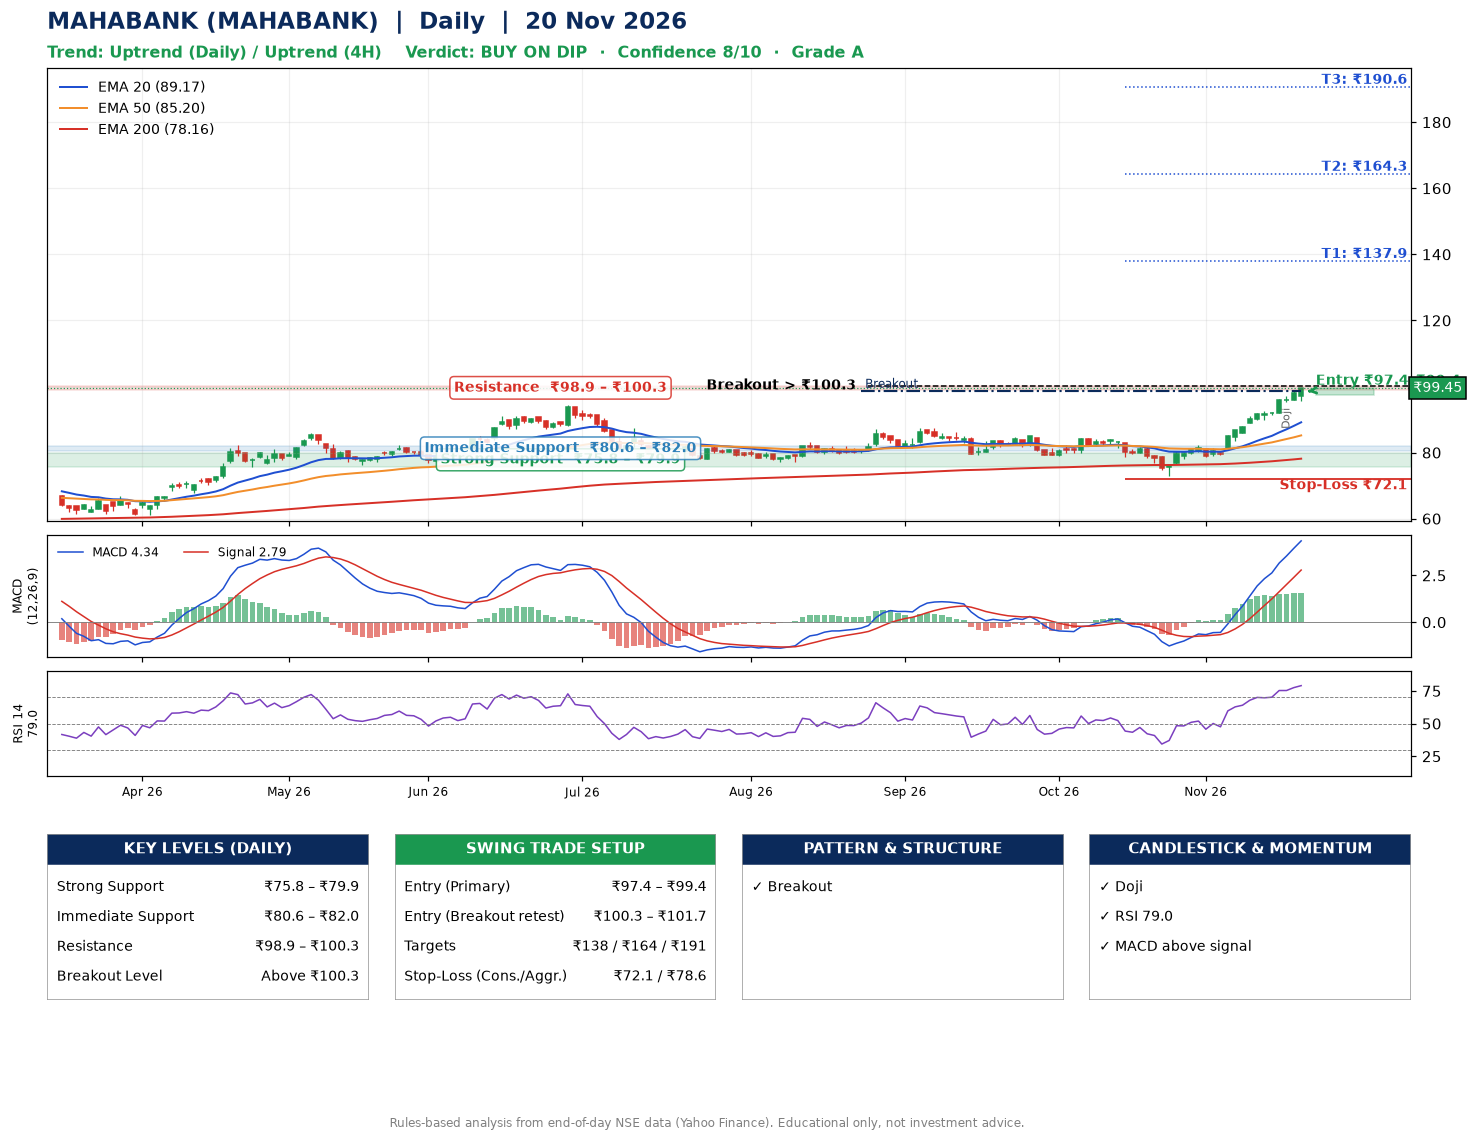 MAHABANK (MAHABANK) | Daily | 20 Nov 2026
Trend: Uptrend (Daily) / Uptrend (4H) Verdict: BUY ON DIP · Confidence 8/10 · Grade A
EMA 20 (89.17)
EMA 50 (85.20)
EMA 200 (78.16)
T3: ₹190.6
T2: ₹164.3
T1: ₹137.9
180
160
140
120
80
60
Resistance ₹98.9 – ₹100.3
Breakout > ₹100.3
Breakout
Entry ₹97.4
₹99.45
Doji
Immediate Support ₹80.6 – ₹82.0
Strong Support ₹75.8 – ₹79.9
Stop-Loss ₹72.1
MACD 4.34
Signal 2.79
MACD
(12,26,9)
2.5
0.0
RSI 14
79.0
75
50
25
Apr 26
May 26
Jun 26
Jul 26
Aug 26
Sep 26
Oct 26
Nov 26
KEY LEVELS (DAILY)
Strong Support ₹75.8 – ₹79.9
Immediate Support ₹80.6 – ₹82.0
Resistance ₹98.9 – ₹100.3
Breakout Level Above ₹100.3
SWING TRADE SETUP
Entry (Primary) ₹97.4 – ₹99.4
Entry (Breakout retest) ₹100.3 – ₹101.7
Targets ₹138 / ₹164 / ₹191
Stop-Loss (Cons./Aggr.) ₹72.1 / ₹78.6
PATTERN & STRUCTURE
✓ Breakout
CANDLESTICK & MOMENTUM
✓ Doji
✓ RSI 79.0
✓ MACD above signal
Rules-based analysis from end-of-day NSE data (Yahoo Finance). Educational only, not investment advice.